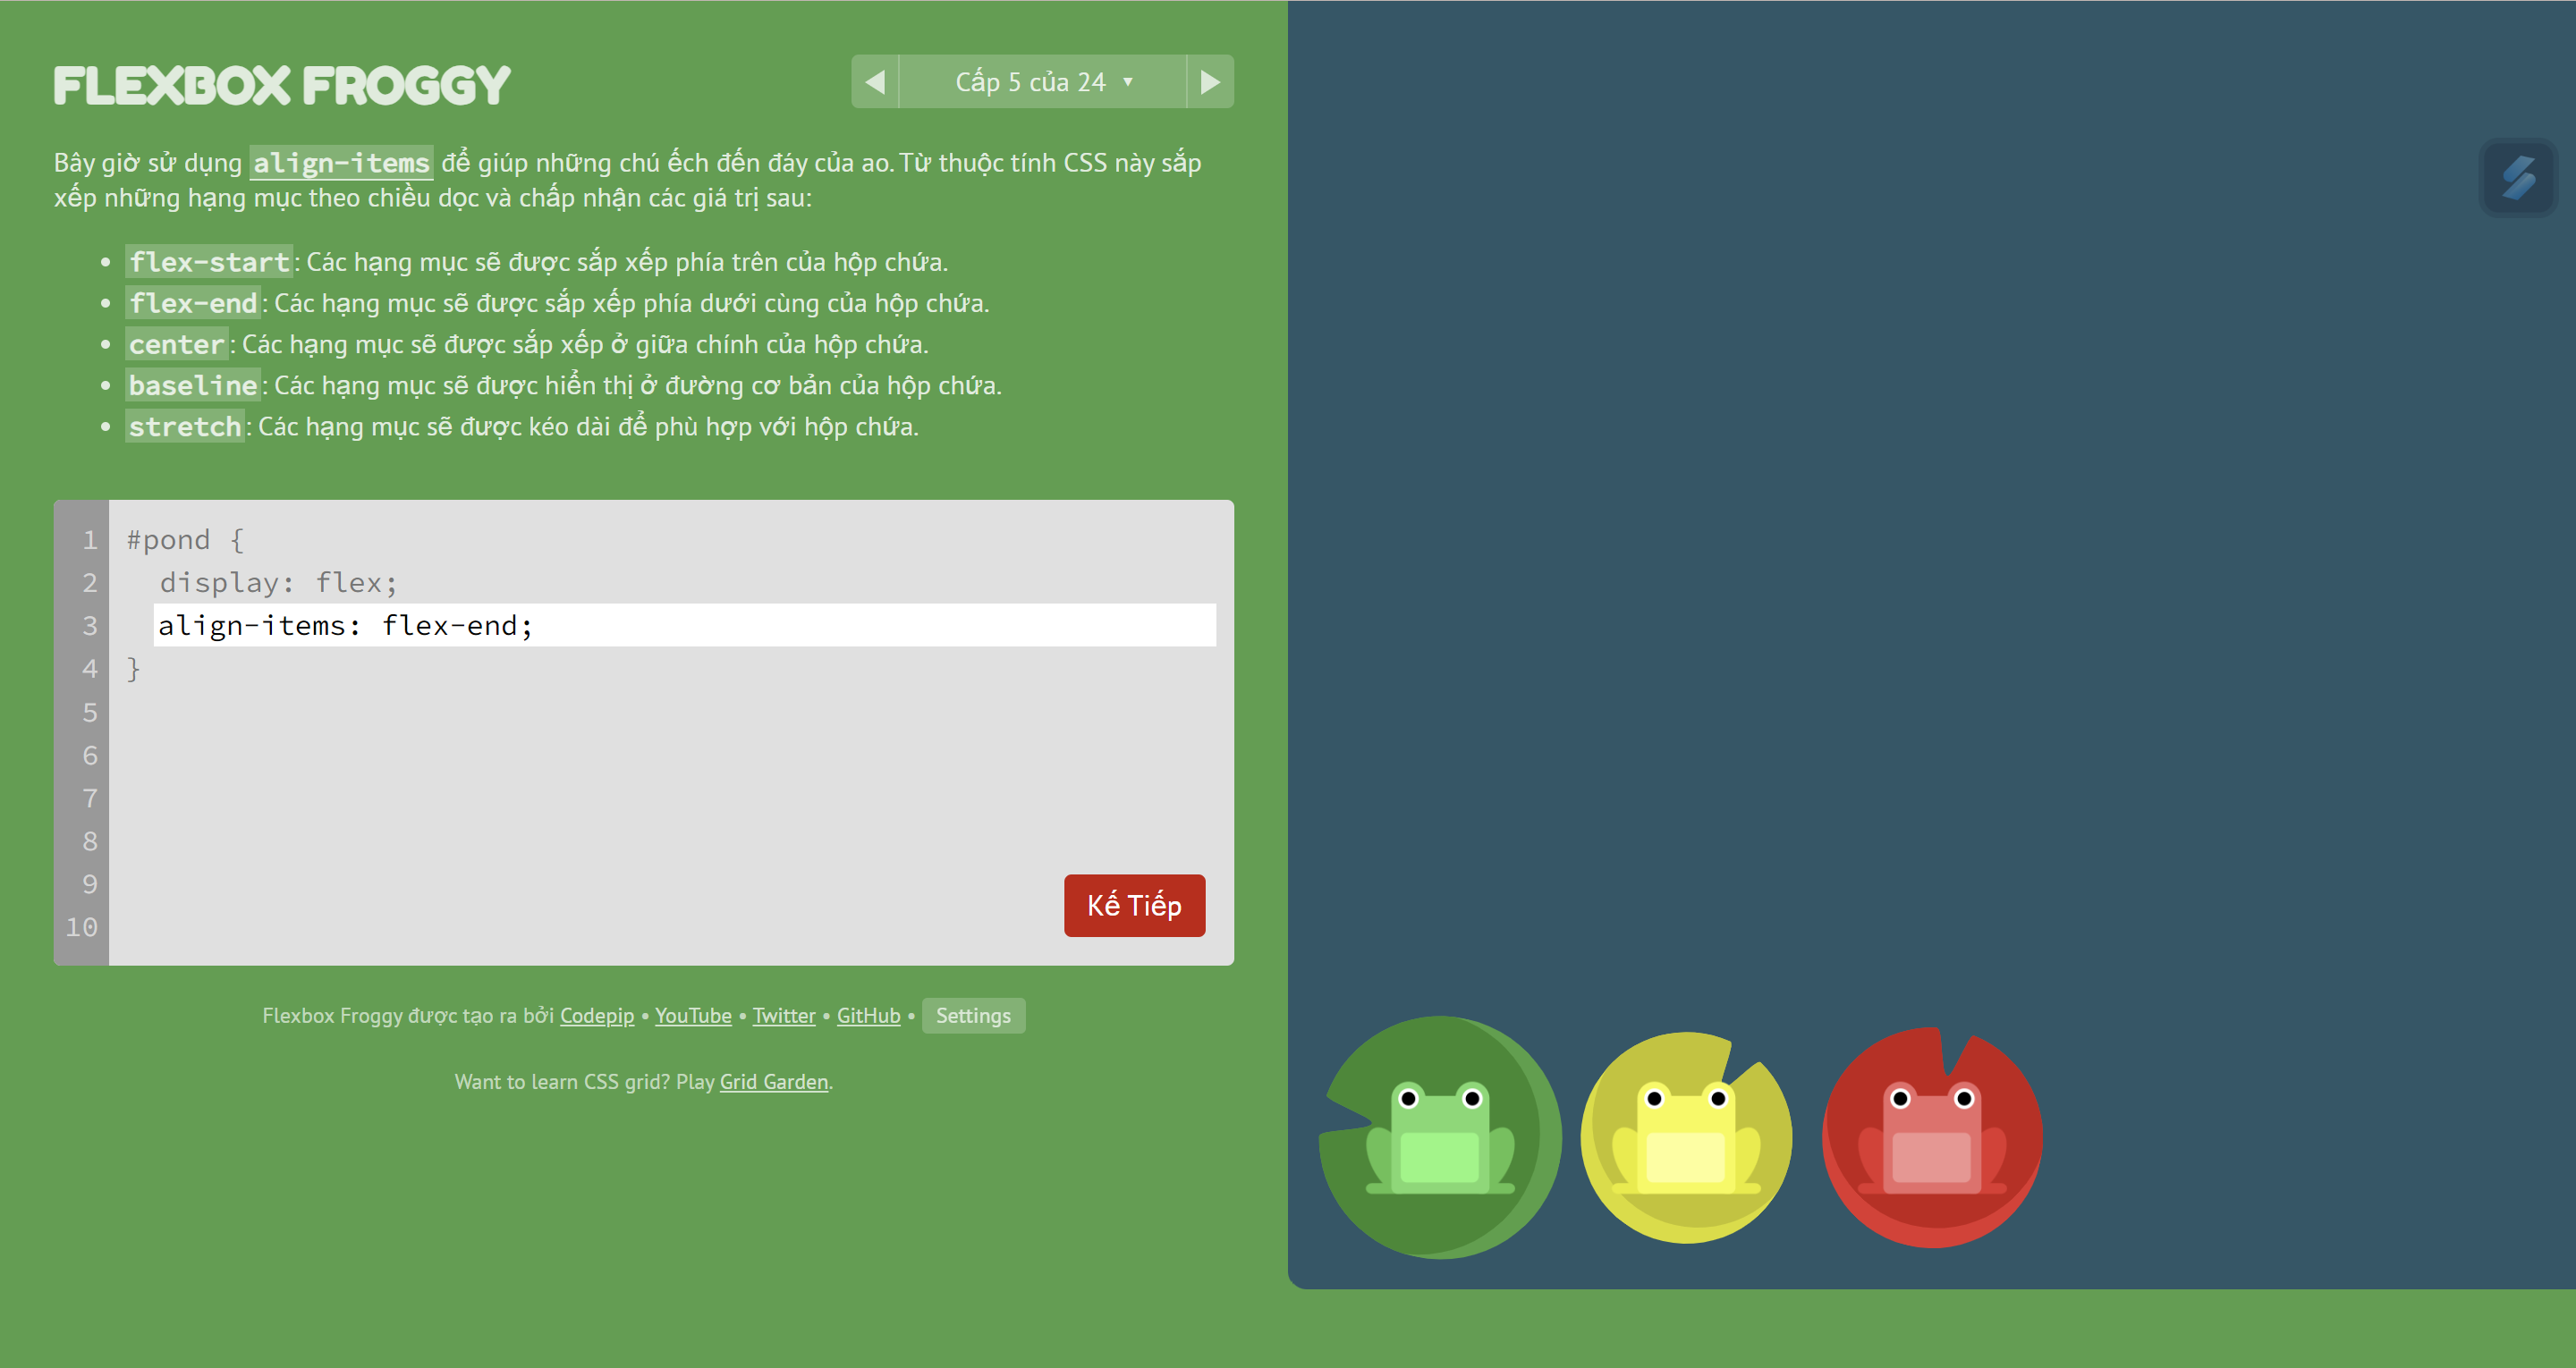 FLEXBOX FROGGY
Cấp 5 của 24 ▼
Bây giờ sử dụng align-items để giúp những chú ếch đến đáy của ao. Từ thuộc tính CSS này sắp
xếp những hạng mục theo chiều dọc và chấp nhận các giá trị sau:
• flex-start: Các hạng mục sẽ được sắp xếp phía trên của hộp chứa.
• flex-end: Các hạng mục sẽ được sắp xếp phía dưới cùng của hộp chứa.
• center: Các hạng mục sẽ được sắp xếp ở giữa chính của hộp chứa.
• baseline: Các hạng mục sẽ được hiển thị ở đường cơ bản của hộp chứa.
• stretch: Các hạng mục sẽ được kéo dài để phù hợp với hộp chứa.
1 #pond {
2 display: flex;
3 align-items: flex-end;
4 }
5
6
7
8
9
10
Kế Tiếp
Flexbox Froggy được tạo ra bởi Codepip • YouTube • Twitter • GitHub • Settings
Want to learn CSS grid? Play Grid Garden.